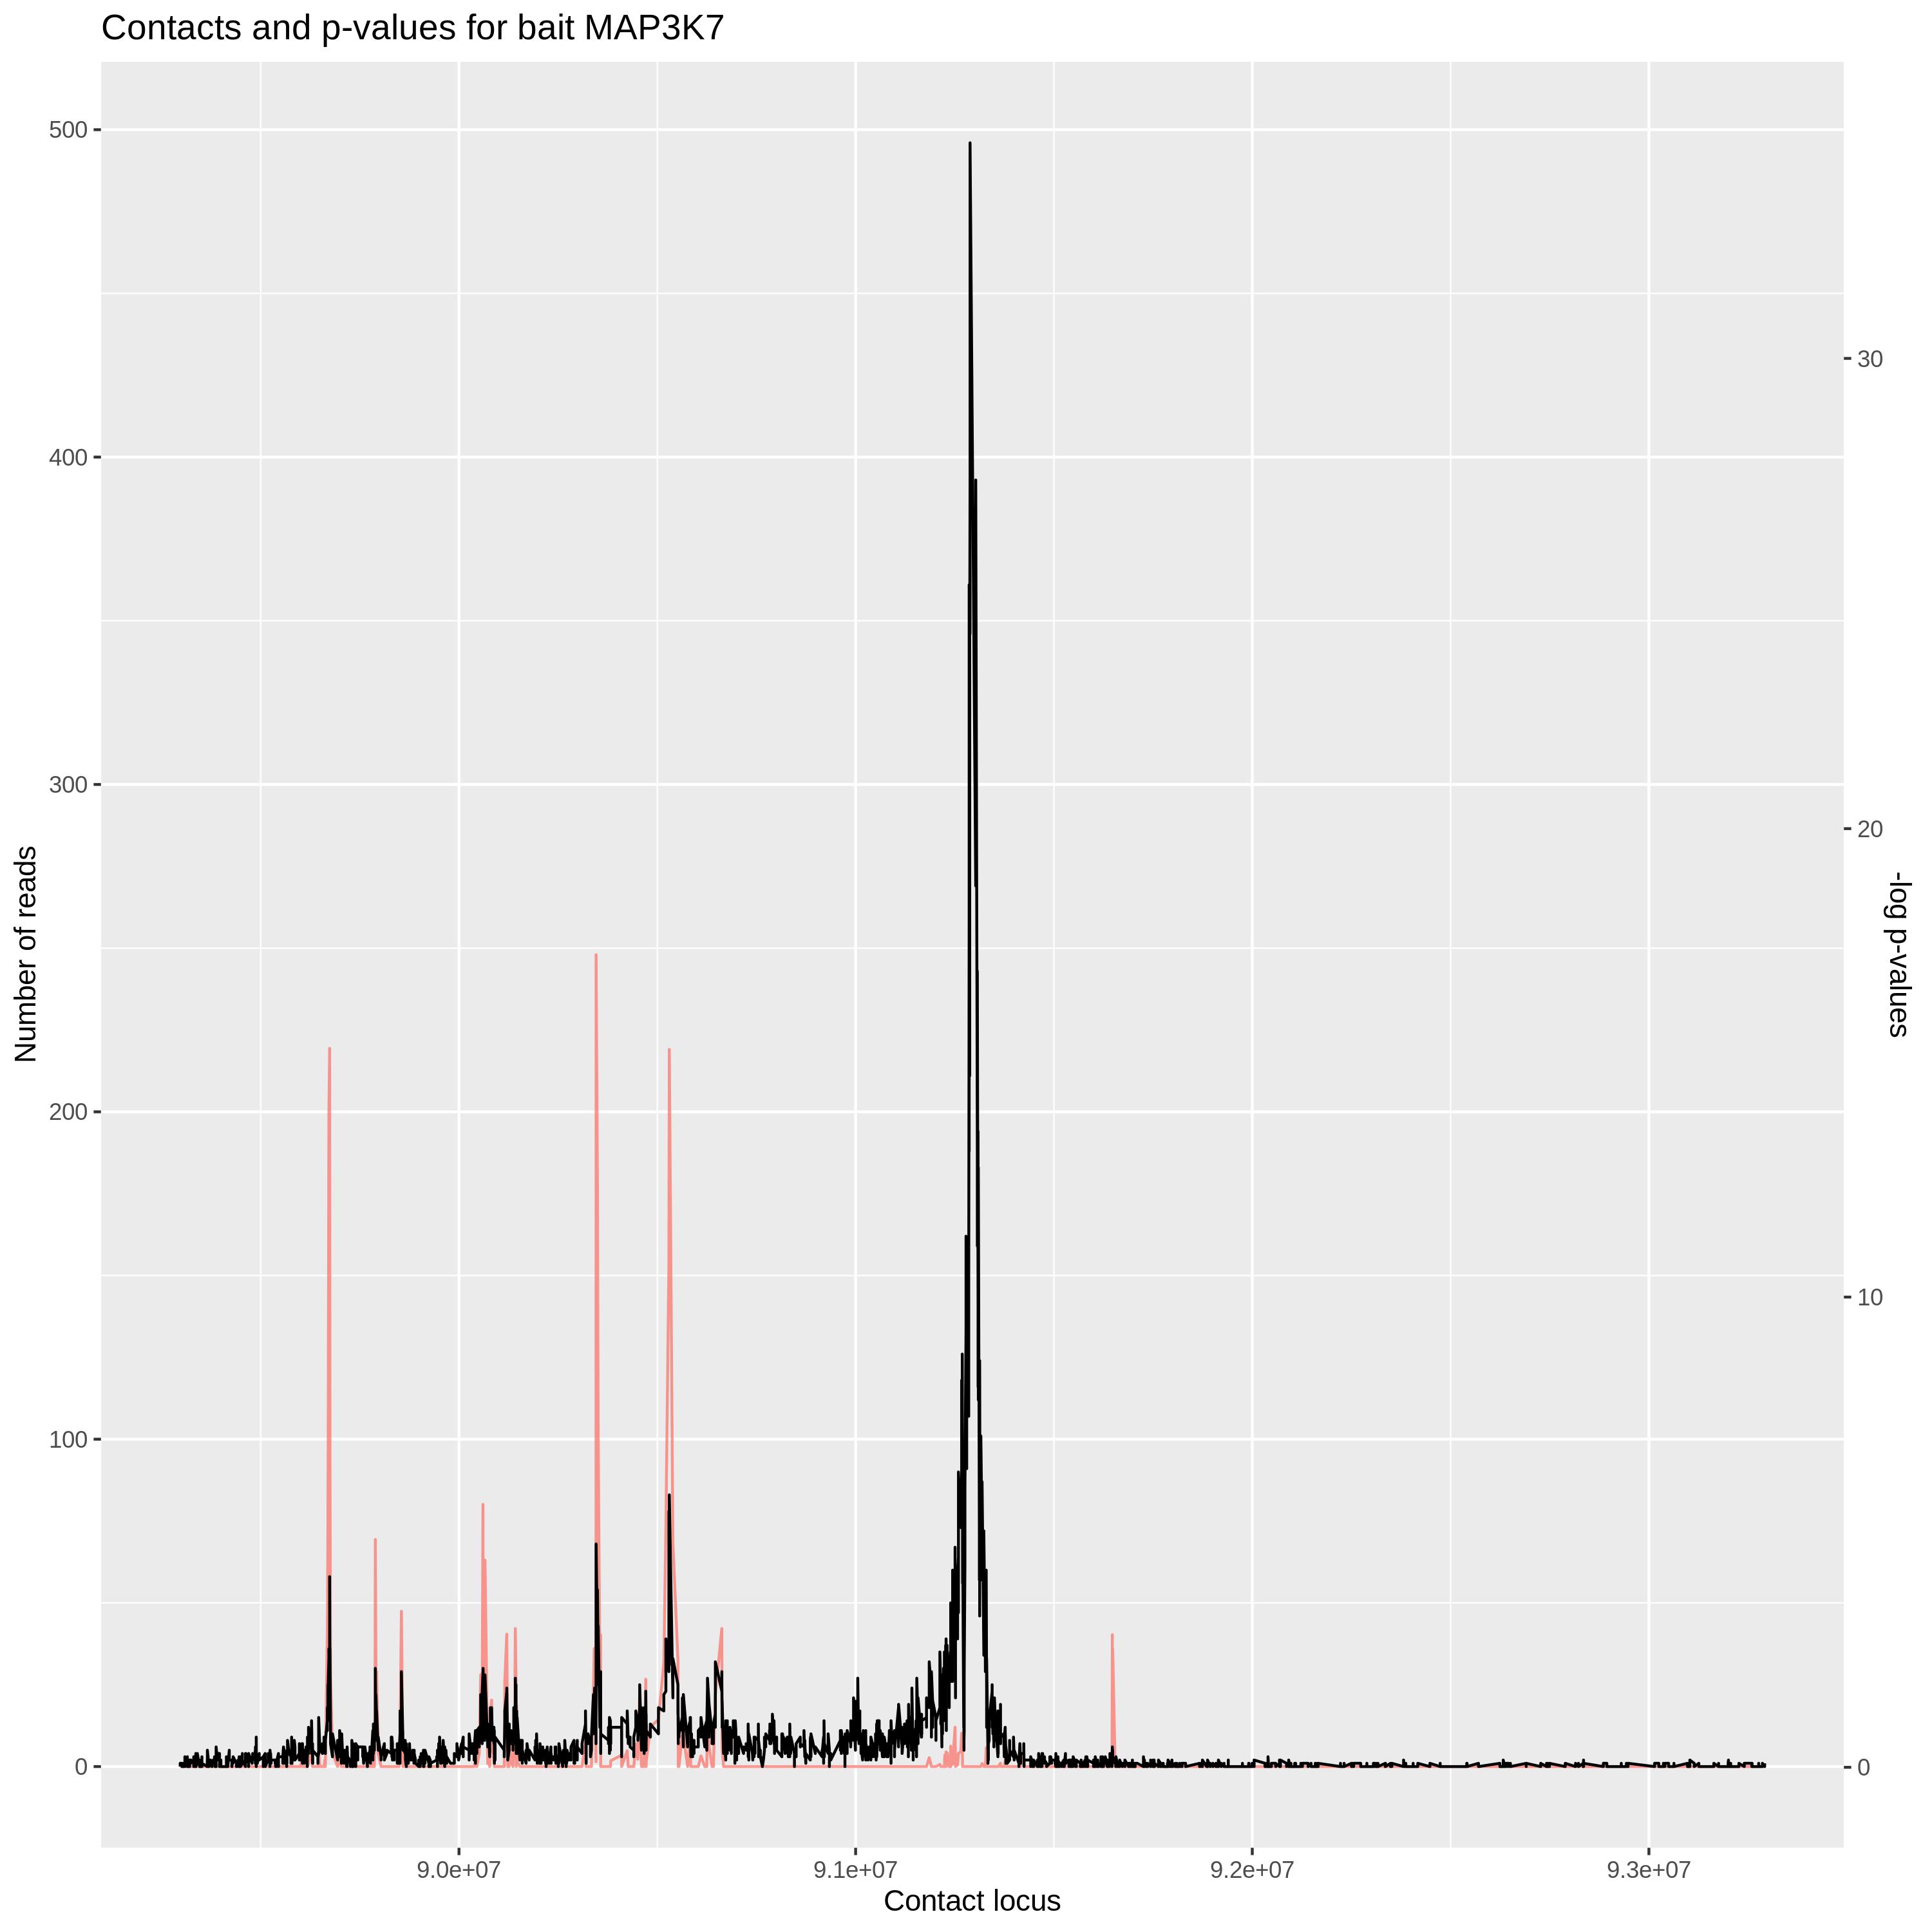 Contacts and p-values for bait MAP3K7
500
400
300
200
100
0
Number of reads
30
20
10
0
-log p-values
9.0e+07
9.1e+07
9.2e+07
9.3e+07
Contact locus